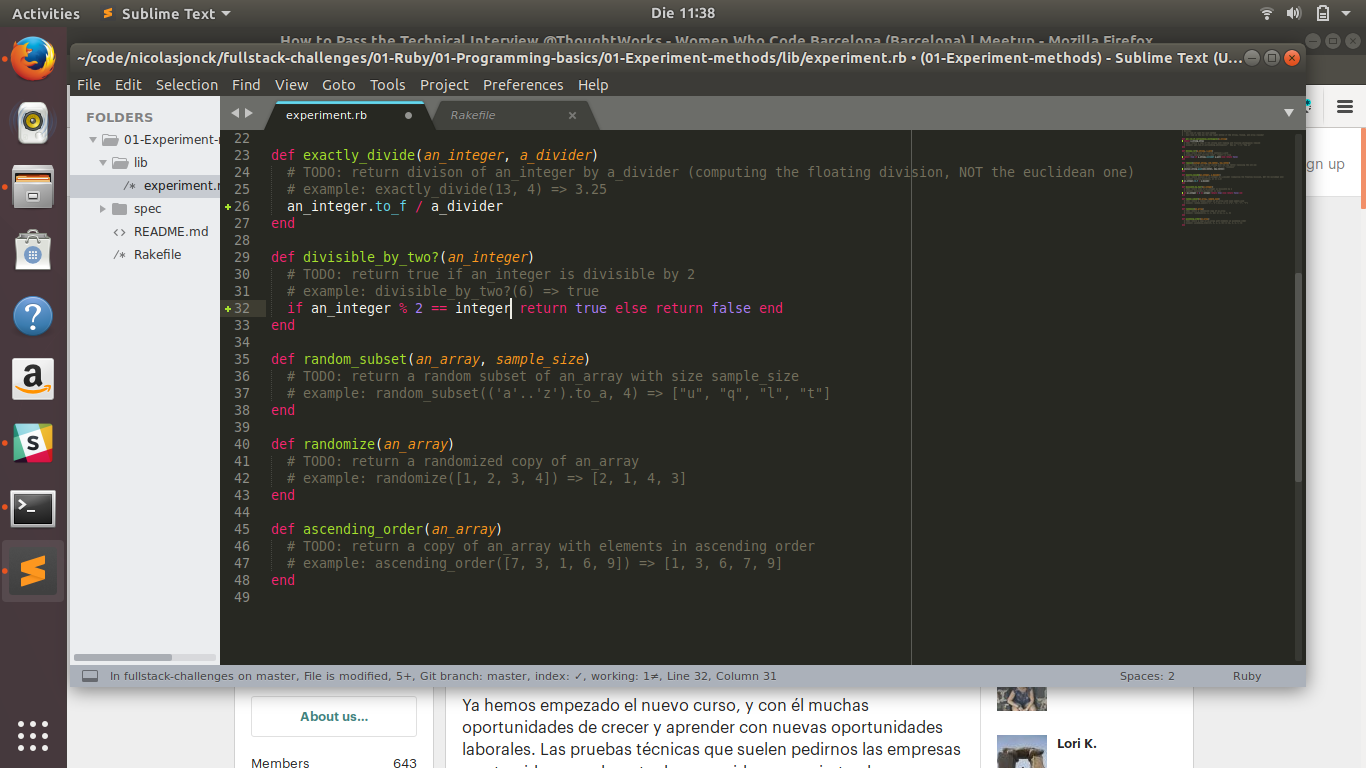 Activities
Sublime Text
Die 11:38
How to Pass the Technical Interview @ThoughtWorks - Women Who Code Barcelona (Barcelona) | Meetup - Mozilla Firefox
~/code/nicolasjonck/fullstack-challenges/01-Ruby/01-Programming-basics/01-Experiment-methods/lib/experiment.rb • (01-Experiment-methods) - Sublime Text (U...
File Edit Selection Find View Goto Tools Project Preferences Help
FOLDERS
01-Experiment-
lib
/* experiment.r
spec
<> README.md
/* Rakefile
experiment.rb
Rakefile
22
23 def exactly_divide(an_integer, a_divider)
24 # TODO: return divison of an_integer by a_divider (computing the floating division, NOT the euclidean one)
25 # example: exactly_divide(13, 4) => 3.25
26 an_integer.to_f / a_divider
27 end
28
29 def divisible_by_two?(an_integer)
30 # TODO: return true if an_integer is divisible by 2
31 # example: divisible_by_two?(6) => true
32 if an_integer % 2 == integer return true else return false end
33 end
34
35 def random_subset(an_array, sample_size)
36 # TODO: return a random subset of an_array with size sample_size
37 # example: random_subset(('a'..'z').to_a, 4) => ["u", "q", "l", "t"]
38 end
39
40 def randomize(an_array)
41 # TODO: return a randomized copy of an_array
42 # example: randomize([1, 2, 3, 4]) => [2, 1, 4, 3]
43 end
44
45 def ascending_order(an_array)
46 # TODO: return a copy of an_array with elements in ascending order
47 # example: ascending_order([7, 3, 1, 6, 9]) => [1, 3, 6, 7, 9]
48 end
49
gn up
In fullstack-challenges on master, File is modified, 5+, Git branch: master, index: ✓, working: 1≠, Line 32, Column 31
Spaces: 2
Ruby
About us...
Members 643
Ya hemos empezado el nuevo curso, y con él muchas
oportunidades de crecer y aprender con nuevas oportunidades
laborales. Las pruebas técnicas que suelen pedirnos las empresas
Lori K.